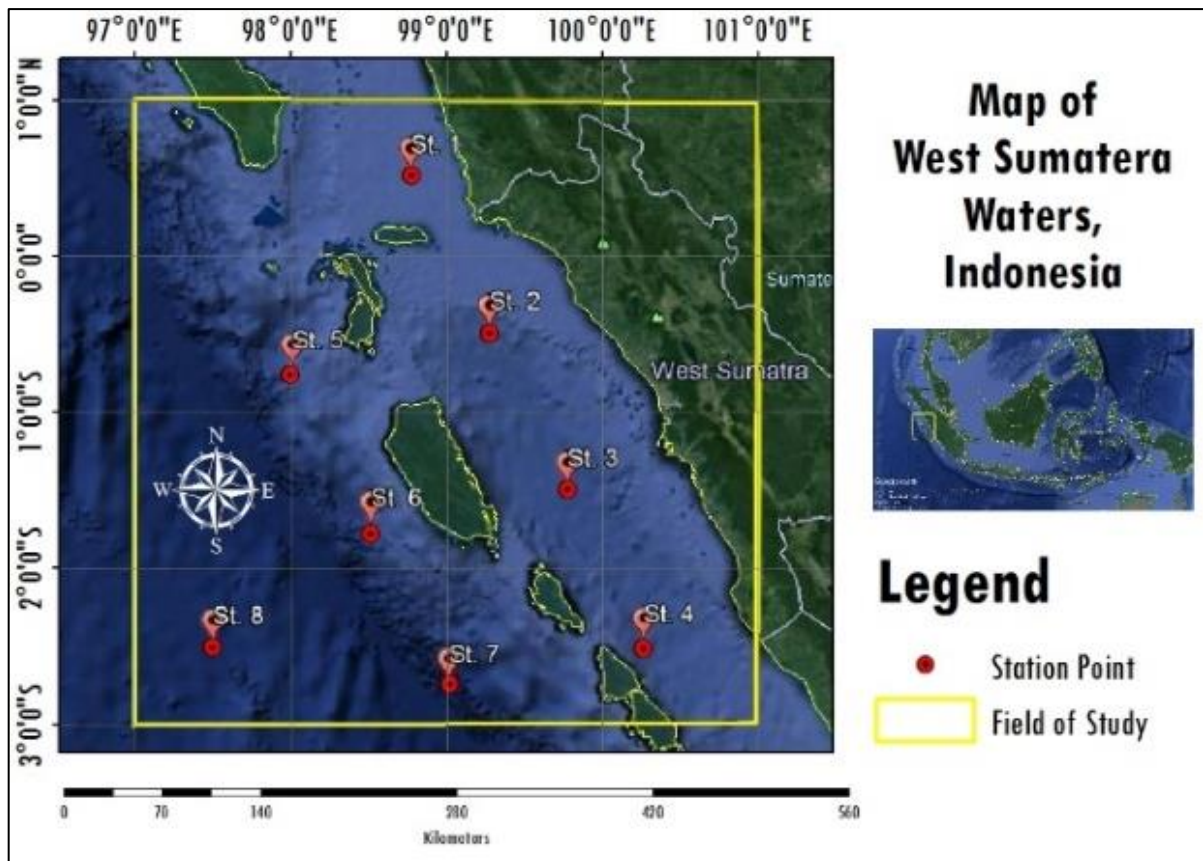 97°0'0"E 98°0'0"E 99°0'0"E 100°0'0"E 101°0'0"E
1°0'0"N
0°0'0"
1°0'0"S
2°0'0"S
3°0'0"S
St. 1
St. 2
St. 5
West Sumatra
Sumate
St. 3
St. 6
St. 8
St. 4
St. 7
N
W E
S
0 70 140 280 420 560
Kilometers
Map of
West Sumatera
Waters,
Indonesia
Legend
Station Point
Field of Study